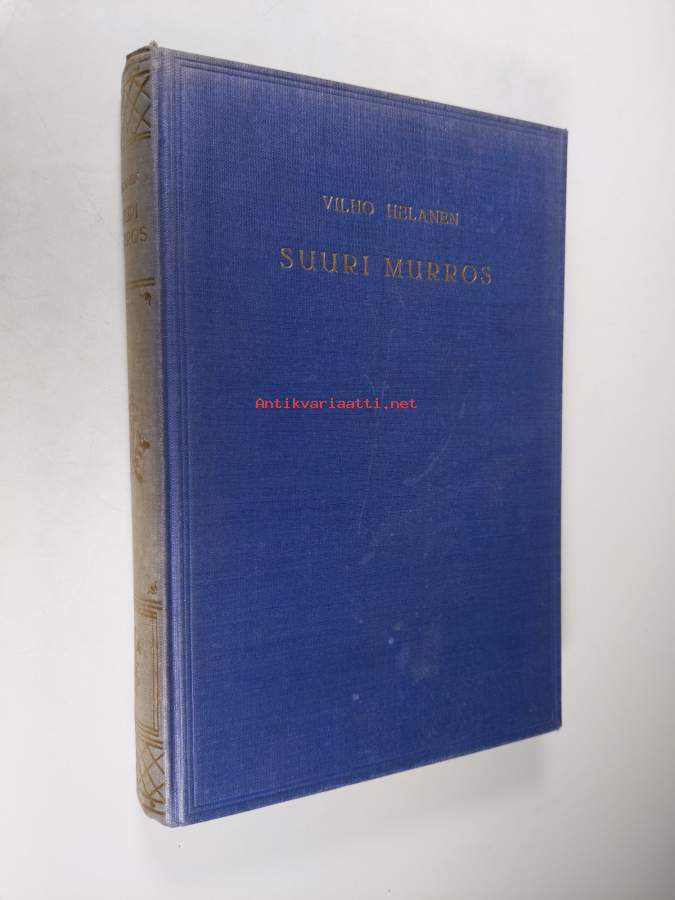 VILHO HELANEN
SUURI MURROS
Antikvariaatti.net